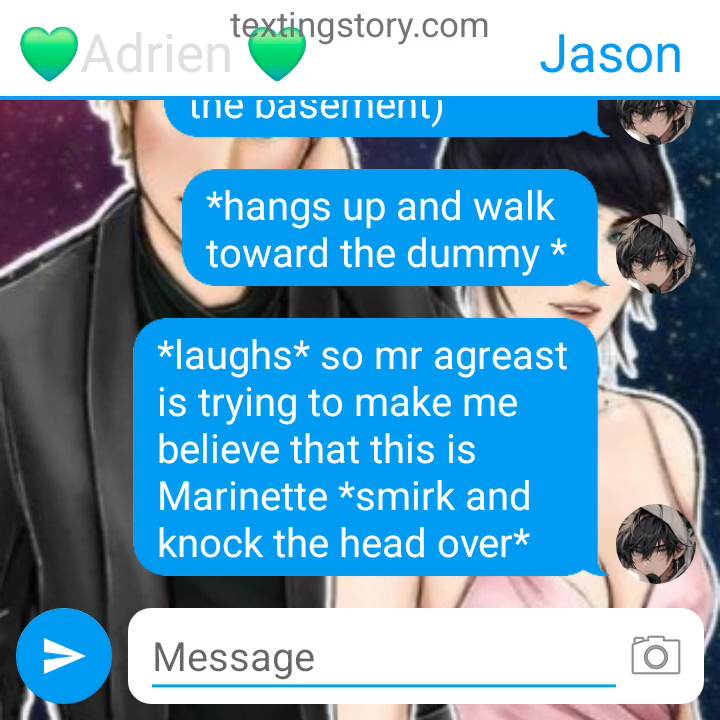 textingstory.com
💚Adrien 💚
Jason
the basement)
*hangs up and walk
toward the dummy *
*laughs* so mr agreast
is trying to make me
believe that this is
Marinette *smirk and
knock the head over*
Message